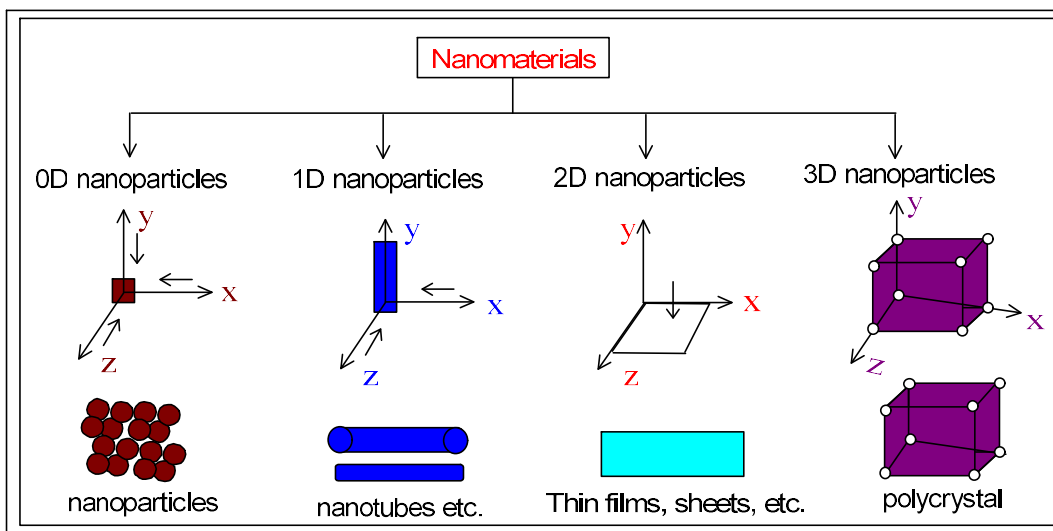 Nanomaterials
0D nanoparticles
1D nanoparticles
2D nanoparticles
3D nanoparticles
y
x
z
y
x
z
y
x
z
y
x
z
nanoparticles
nanotubes etc.
Thin films, sheets, etc.
polycrystal